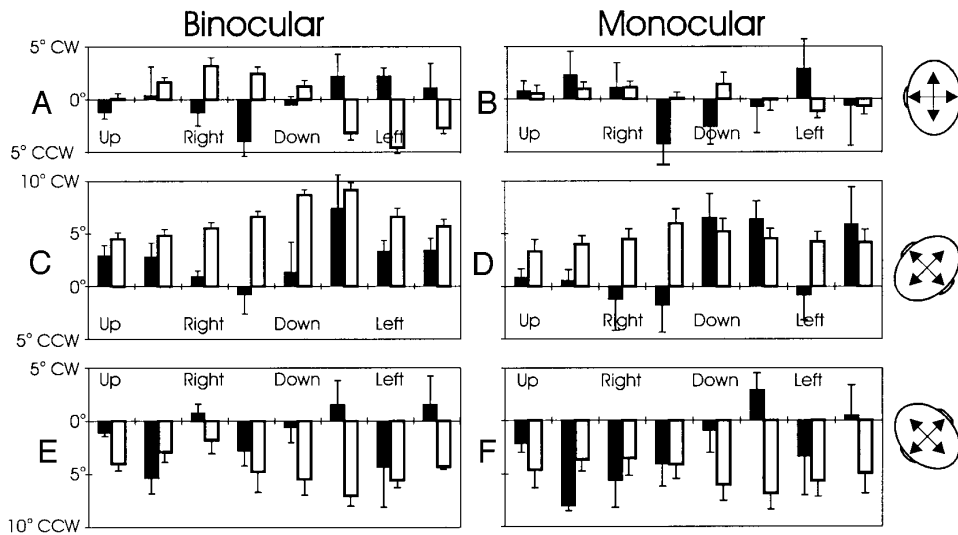 Binocular Monocular
5° CW
A
0°
Up Right Down Left
5° CCW
B
Up Right Down Left
10° CW
C
0°
Up Right Down Left
5° CCW
D
Up Right Down Left
5° CW
Up Right Down Left
0°
E
5°
10° CCW
Up Right Down Left
F